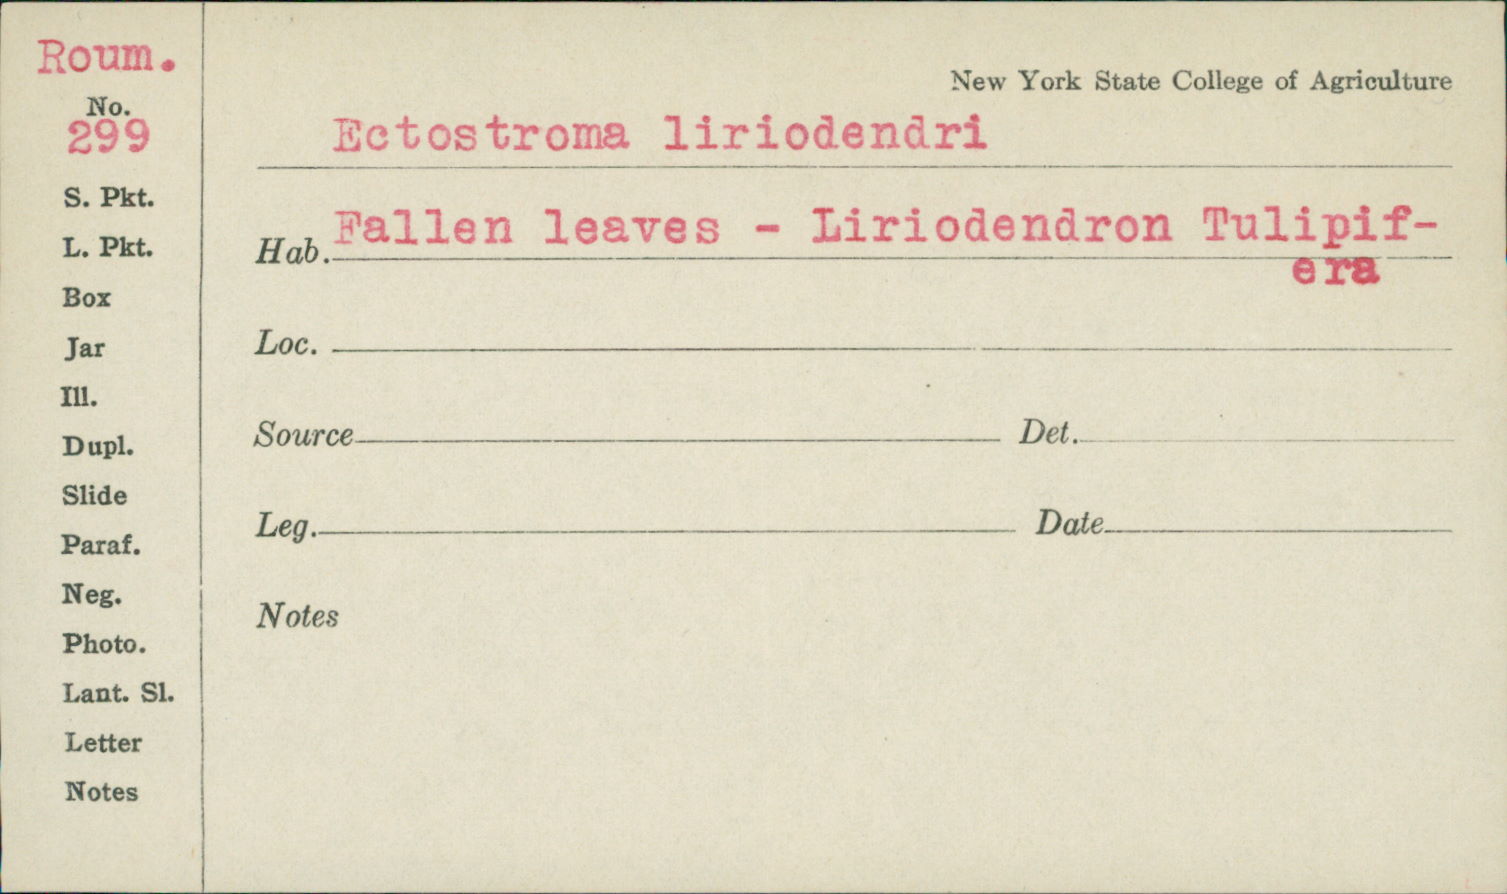 Roum.
No.
299
S. Pkt.
L. Pkt.
Box
Jar
Ill.
Dupl.
Slide
Paraf.
Neg.
Photo.
Lant. Sl.
Letter
Notes
New York State College of Agriculture
Ectostroma liriodendri
Hab. Fallen leaves - Liriodendron Tulipif-
era
Loc.
Source Det.
Leg. Date
Notes